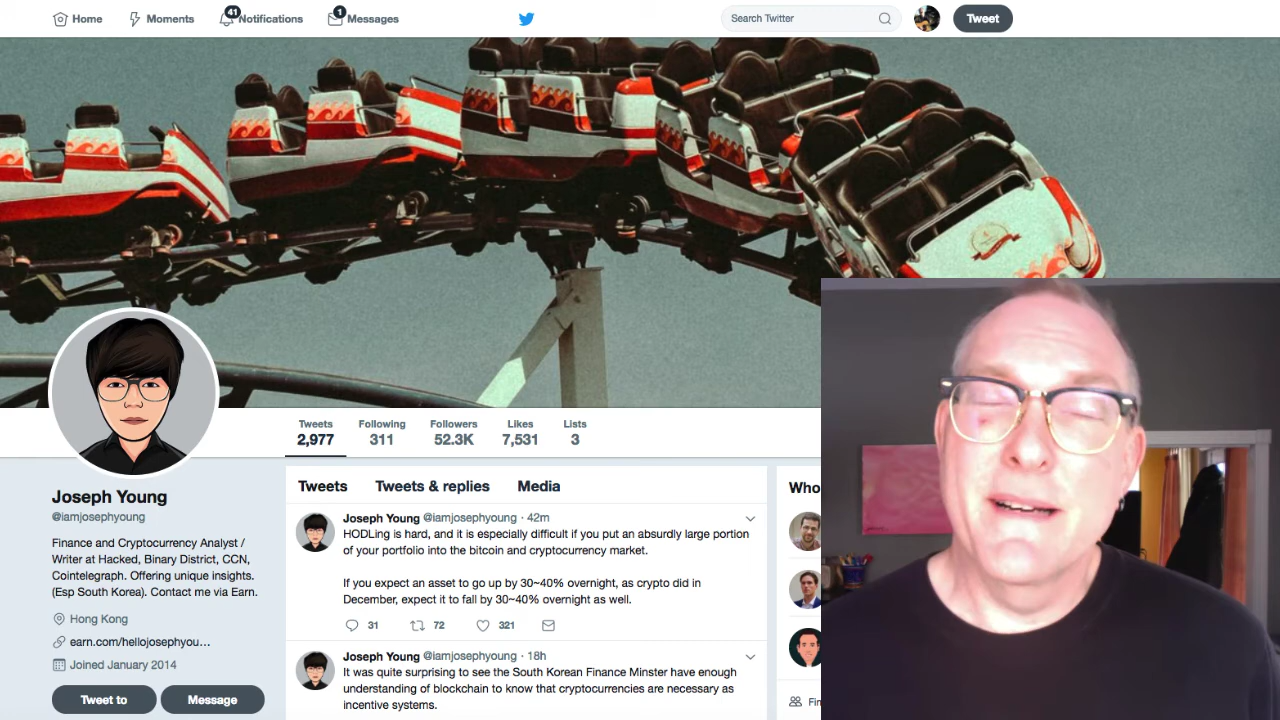 Home
Moments
41
Notifications
1
Messages
Search Twitter
Tweet
Tweets
2,977
Following
311
Followers
52.3K
Likes
7,531
Lists
3
Joseph Young
@iamjosephyoung
Finance and Cryptocurrency Analyst /
Writer at Hacked, Binary District, CCN,
Cointelegraph. Offering unique insights.
(Esp South Korea). Contact me via Earn.
Hong Kong
earn.com/hellojosephyou…
Joined January 2014
Tweet to
Message
Tweets
Tweets & replies
Media
Joseph Young @iamjosephyoung · 42m
HODLing is hard, and it is especially difficult if you put an absurdly large portion
of your portfolio into the bitcoin and cryptocurrency market.
If you expect an asset to go up by 30~40% overnight, as crypto did in
December, expect it to fall by 30~40% overnight as well.
31
72
321
Joseph Young @iamjosephyoung · 18h
It was quite surprising to see the South Korean Finance Minster have enough
understanding of blockchain to know that cryptocurrencies are necessary as
incentive systems.
Who